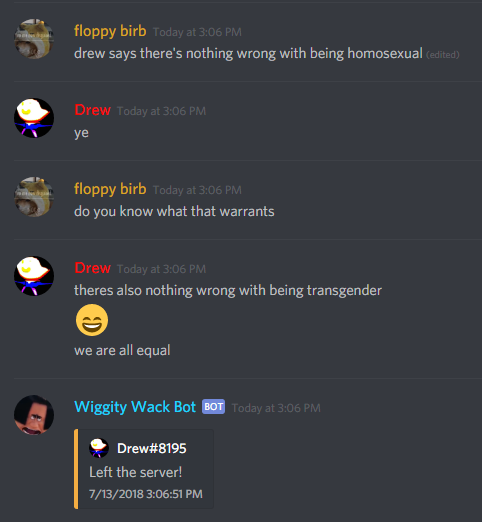 floppy birb Today at 3:06 PM
drew says there's nothing wrong with being homosexual (edited)
Drew Today at 3:06 PM
ye
floppy birb Today at 3:06 PM
do you know what that warrants
Drew Today at 3:06 PM
theres also nothing wrong with being transgender
we are all equal
Wiggity Wack Bot BOT Today at 3:06 PM
Drew#8195
Left the server!
7/13/2018 3:06:51 PM